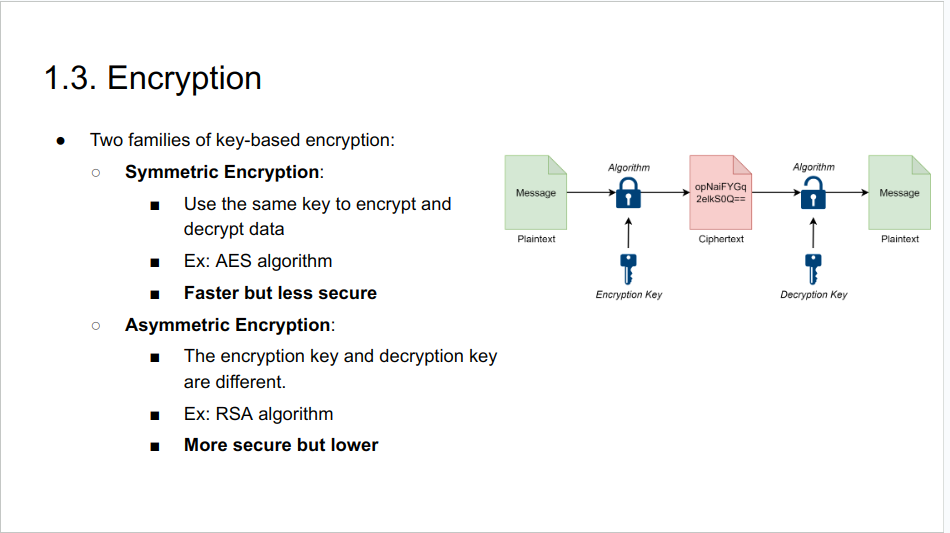 1.3. Encryption
● Two families of key-based encryption:
○ Symmetric Encryption:
■ Use the same key to encrypt and
decrypt data
■ Ex: AES algorithm
■ Faster but less secure
○ Asymmetric Encryption:
■ The encryption key and decryption key
are different.
■ Ex: RSA algorithm
■ More secure but lower
Message
Plaintext
Algorithm
Encryption Key
opNaiFYGq
2elkS0Q==
Ciphertext
Algorithm
Decryption Key
Message
Plaintext